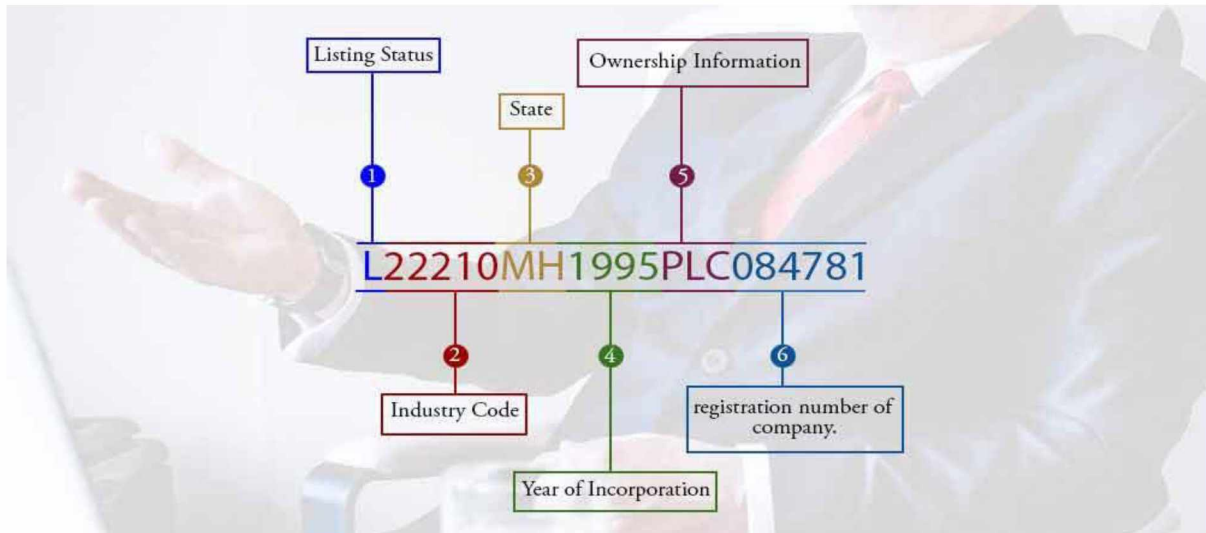 Listing Status
Ownership Information
State
1
3
5
L22210MH1995PLC084781
2
4
6
Industry Code
registration number of
company.
Year of Incorporation